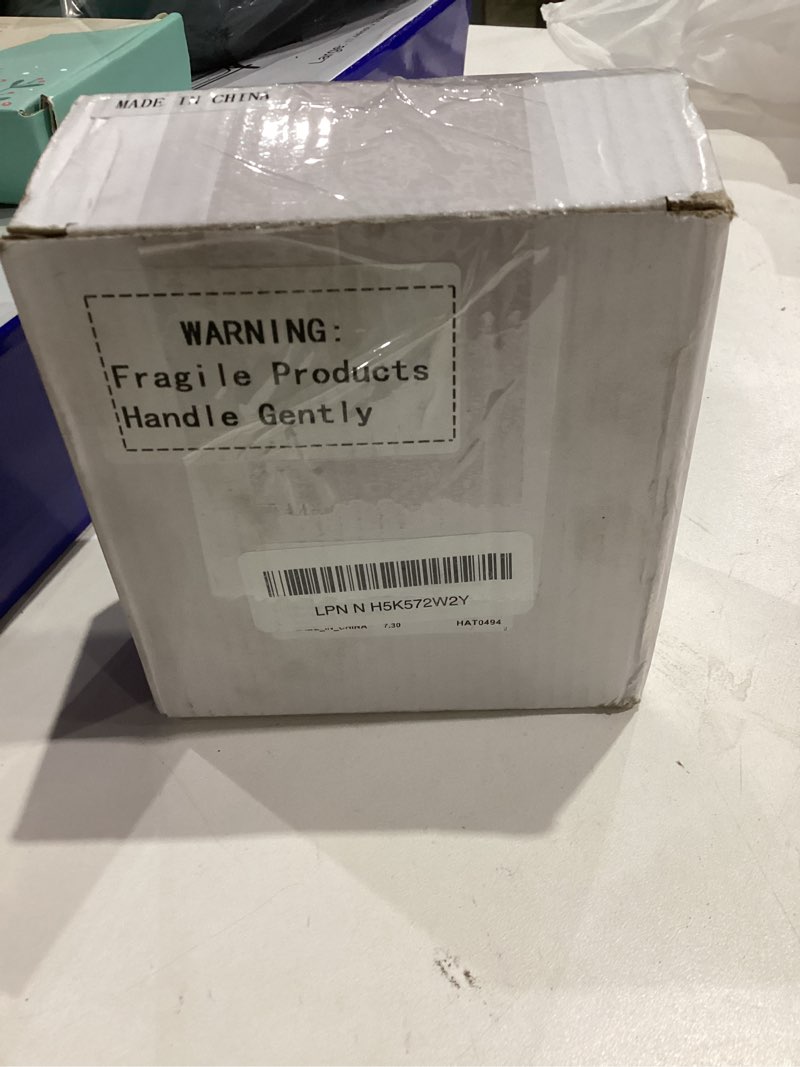 MADE IN CHINA
WARNING:
Fragile Products
Handle Gently
LPN N H5K572W2Y
7.30 HAT0494